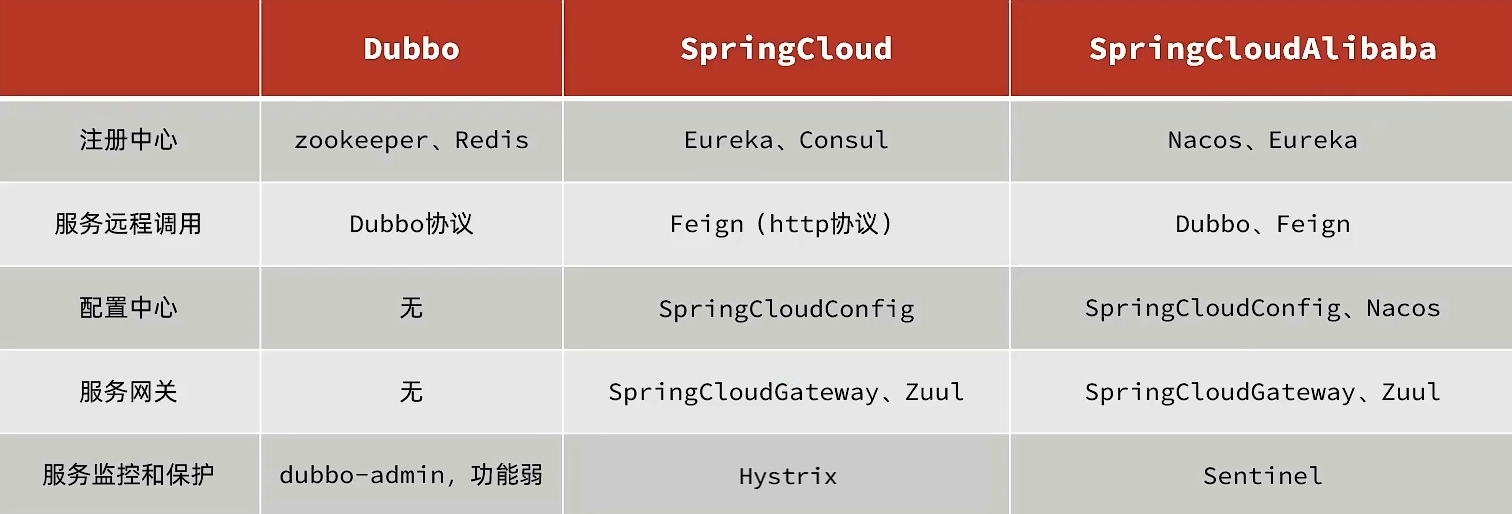 Dubbo SpringCloud SpringCloudAlibaba
注册中心 zookeeper、Redis Eureka、Consul Nacos、Eureka
服务远程调用 Dubbo协议 Feign（http协议） Dubbo、Feign
配置中心 无 SpringCloudConfig SpringCloudConfig、Nacos
服务网关 无 SpringCloudGateway、Zuul SpringCloudGateway、Zuul
服务监控和保护 dubbo-admin，功能弱 Hystrix Sentinel